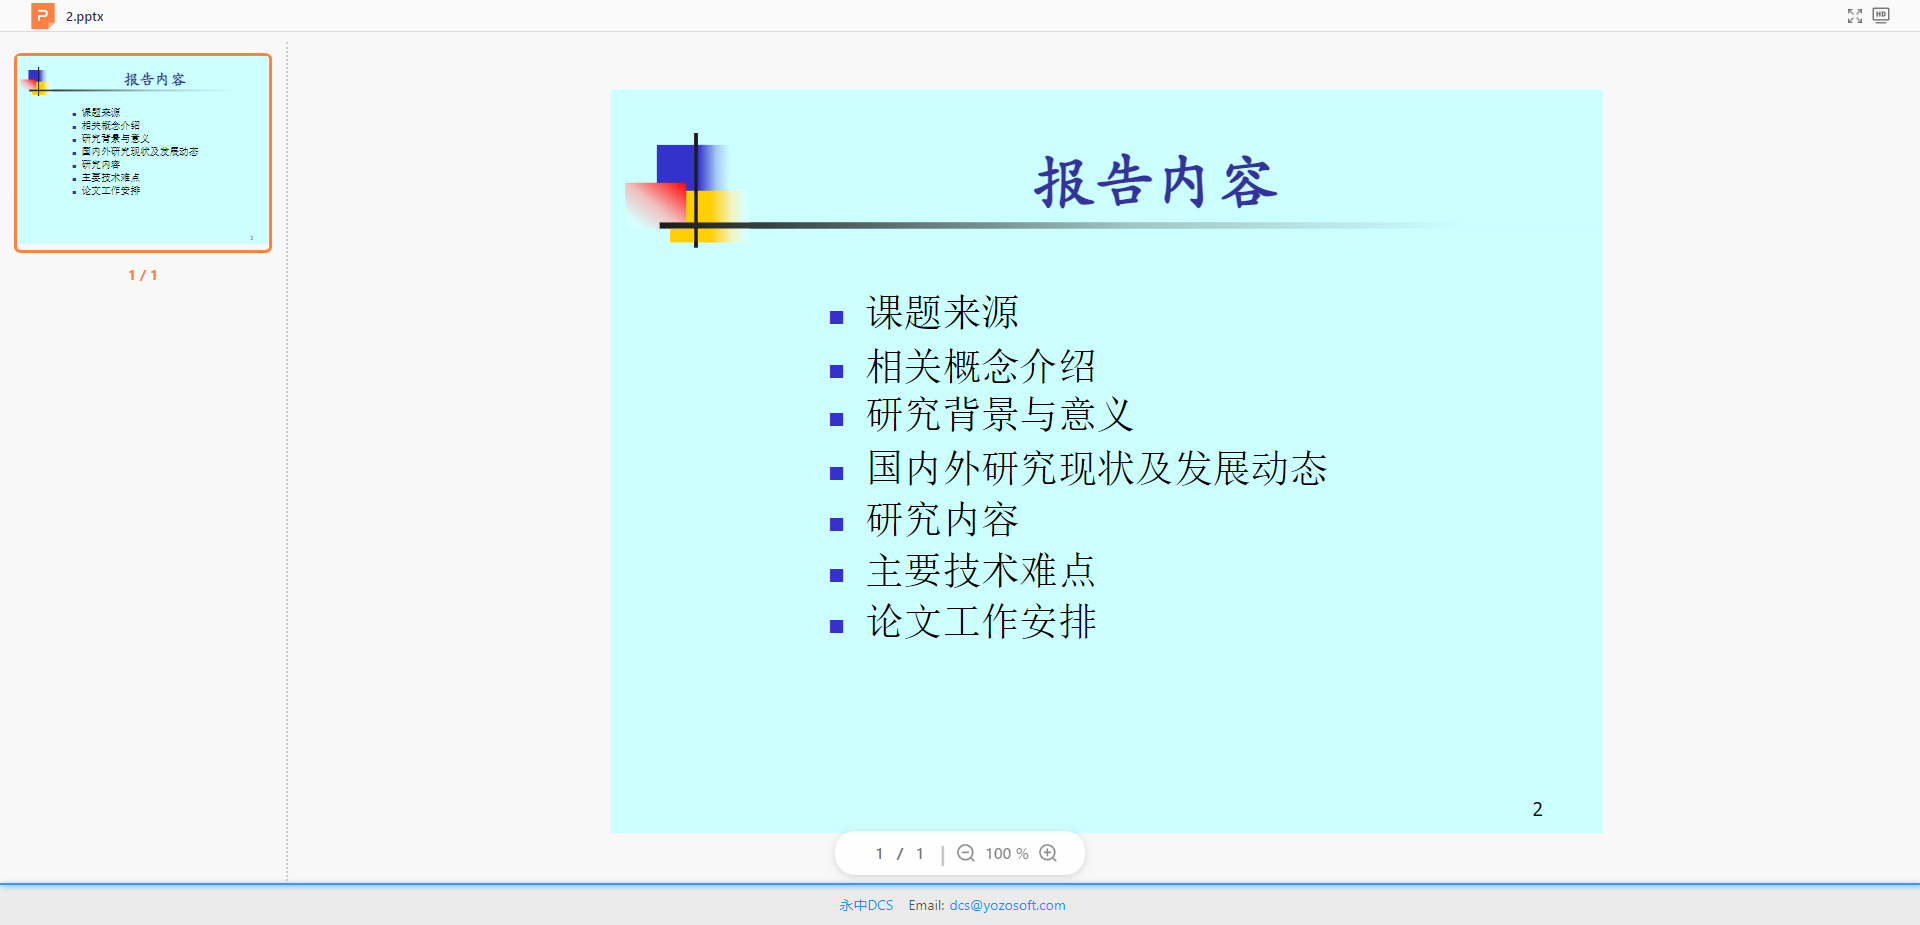 2.pptx
报告内容
课题来源
相关概念介绍
研究背景与意义
国内外研究现状及发展动态
研究内容
主要技术难点
论文工作安排
2
1 / 1
HD
报告内容
课题来源
相关概念介绍
研究背景与意义
国内外研究现状及发展动态
研究内容
主要技术难点
论文工作安排
2
1 / 1 | 100 %
永中DCS Email: dcs@yozosoft.com